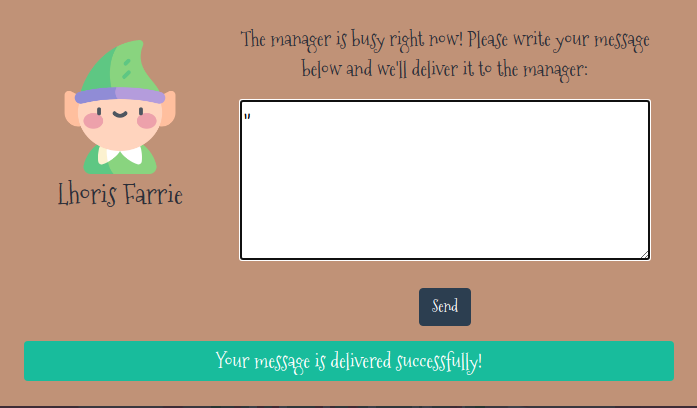 The manager is busy right now! Please write your message
below and we'll deliver it to the manager:
"
Lhoris Farrie
Send
Your message is delivered successfully!